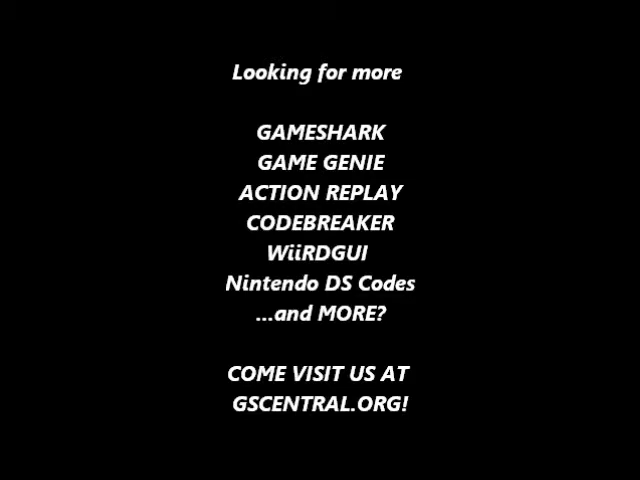 Looking for more
GAMESHARK
GAME GENIE
ACTION REPLAY
CODEBREAKER
WiiRDGUI
Nintendo DS Codes
...and MORE?
COME VISIT US AT
GSCENTRAL.ORG!